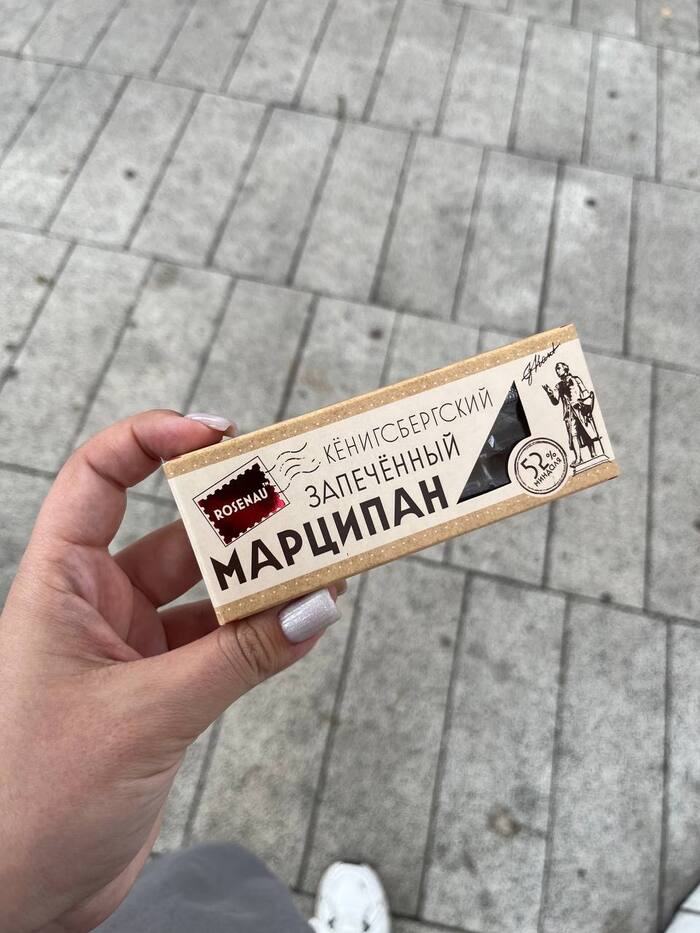 ROSENAU
КЁНИГСБЕРГСКИЙ
ЗАПЕЧЁННЫЙ
МАРЦИПАН
52%
МИНДАЛЯ